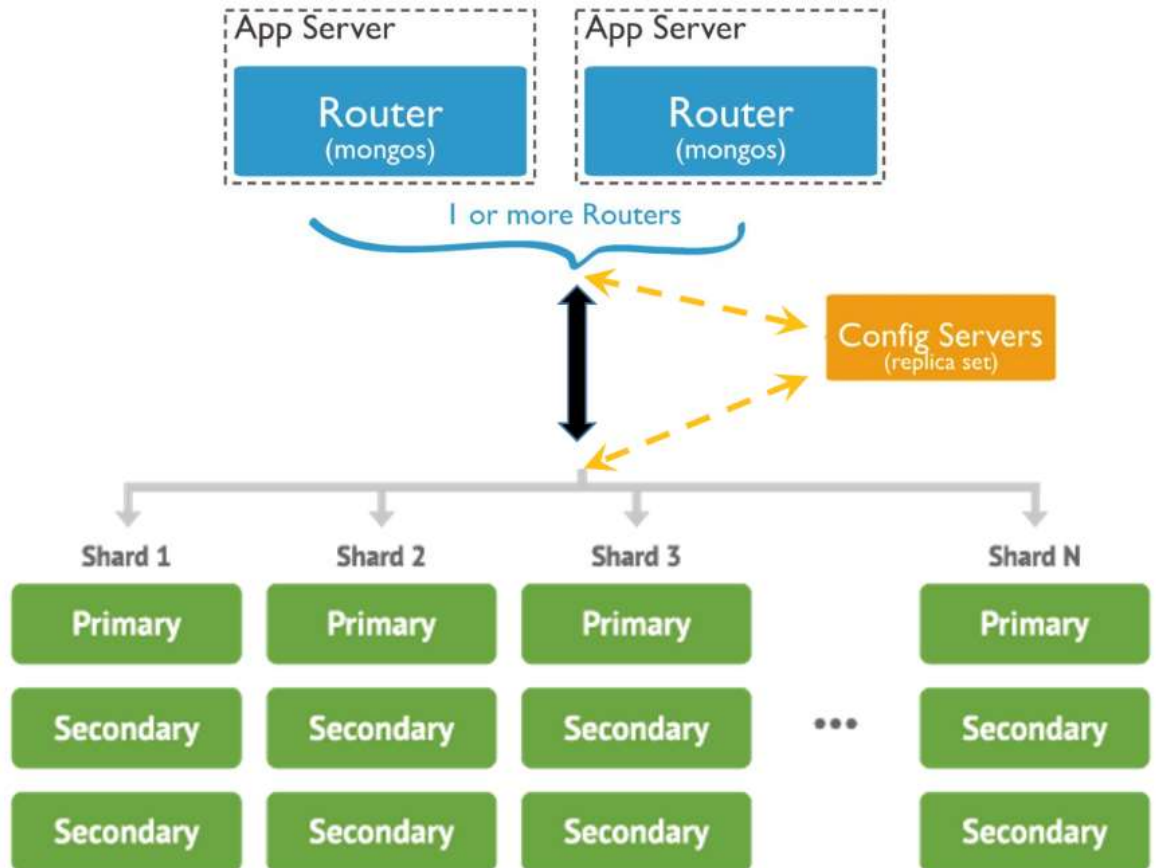 App Server App Server
Router Router
(mongos) (mongos)
1 or more Routers
Config Servers
(replica set)
Shard 1 Shard 2 Shard 3 Shard N
Primary Primary Primary Primary
Secondary Secondary Secondary ••• Secondary
Secondary Secondary Secondary Secondary